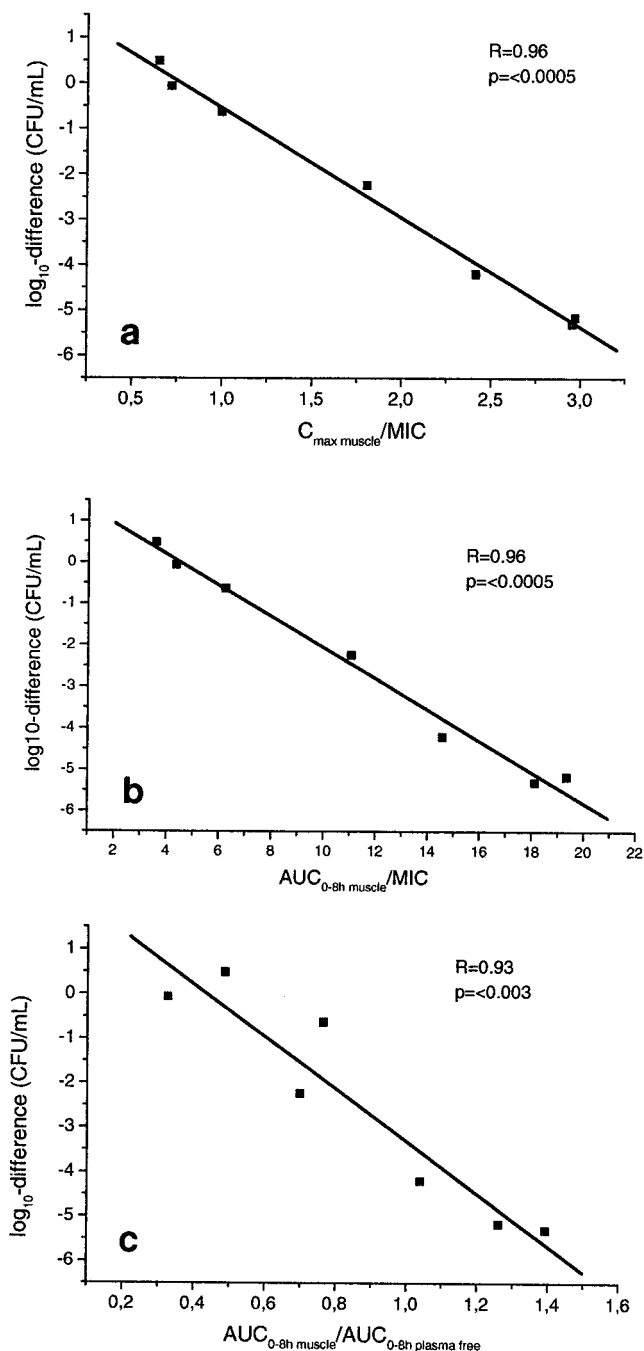 R=0.96
p=<0.0005
log10-difference (CFU/mL)
1
0
-1
-2
-3
-4
-5
-6
a
0,5 1,0 1,5 2,0 2,5 3,0
Cmax muscle/MIC
R=0.96
p=<0.0005
log10-difference (CFU/mL)
1
0
-1
-2
-3
-4
-5
-6
b
2 4 6 8 10 12 14 16 18 20 22
AUC0-8h muscle/MIC
R=0.93
p=<0.003
log10-difference (CFU/mL)
1
0
-1
-2
-3
-4
-5
-6
c
0,2 0,4 0,6 0,8 1,0 1,2 1,4 1,6
AUC0-8h muscle/AUC0-8h plasma free